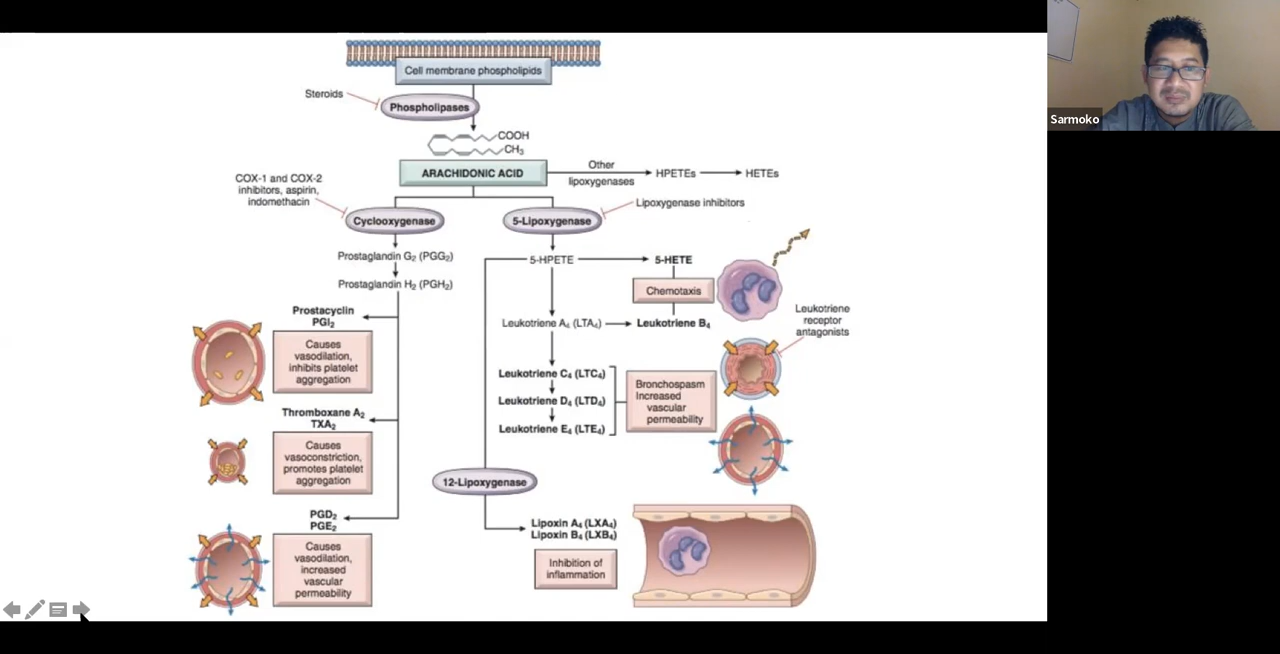 Cell membrane phospholipids
Steroids
Phospholipases
COOH
CH₃
ARACHIDONIC ACID
Other
lipoxygenases
HPETEs
HETEs
COX-1 and COX-2
inhibitors, aspirin,
indomethacin
Cyclooxygenase
5-Lipoxygenase
Lipoxygenase inhibitors
Prostaglandin G₂ (PGG₂)
Prostaglandin H₂ (PGH₂)
5-HPETE
5-HETE
Chemotaxis
Leukotriene A₄ (LTA₄)
Leukotriene B₄
Leukotriene
receptor
antagonists
Prostacyclin
PGI₂
Causes
vasodilation,
inhibits platelet
aggregation
Leukotriene C₄ (LTC₄)
Leukotriene D₄ (LTD₄)
Leukotriene E₄ (LTE₄)
Bronchospasm
Increased
vascular
permeability
Thromboxane A₂
TXA₂
Causes
vasoconstriction,
promotes platelet
aggregation
12-Lipoxygenase
PGD₂
PGE₂
Causes
vasodilation,
increased
vascular
permeability
Lipoxin A₄ (LXA₄)
Lipoxin B₄ (LXB₄)
Inhibition of
inflammation
Sarmoko